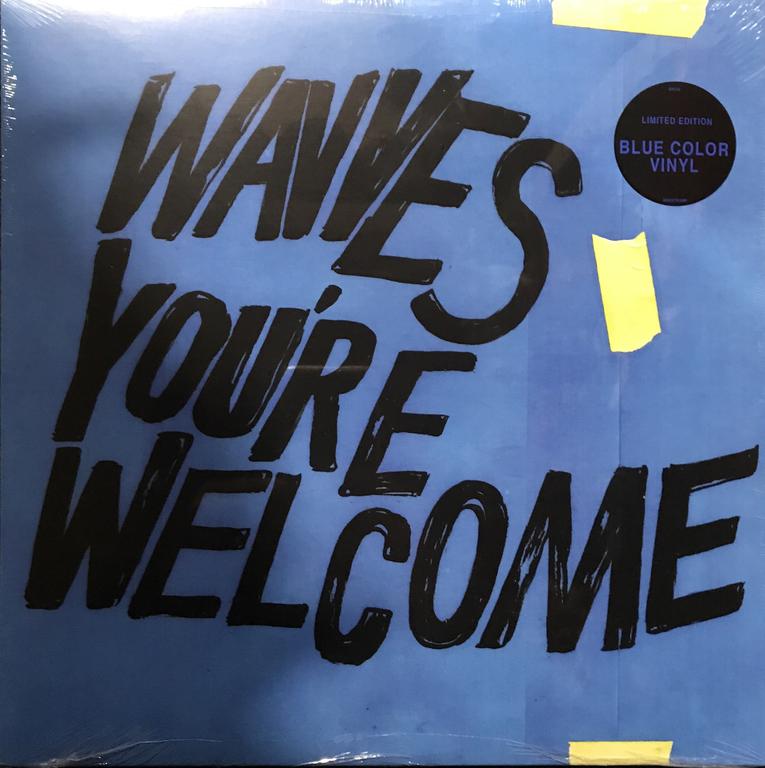 WAVVES
YOU'RE
WELCOME
LIMITED EDITION
BLUE COLOR
VINYL